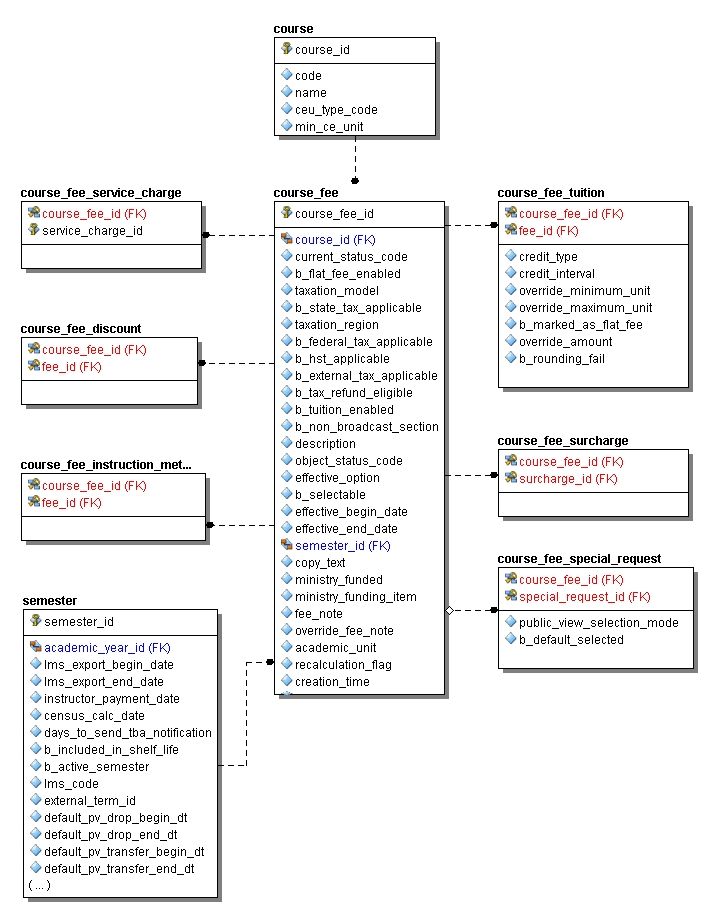 course
course_id
code
name
ceu_type_code
min_ce_unit
course_fee_service_charge
course_fee_id (FK)
service_charge_id
course_fee_discount
course_fee_id (FK)
fee_id (FK)
course_fee_instruction_met...
course_fee_id (FK)
fee_id (FK)
semester
semester_id
academic_year_id (FK)
lms_export_begin_date
lms_export_end_date
instructor_payment_date
census_calc_date
days_to_send_tba_notification
b_included_in_shelf_life
b_active_semester
lms_code
external_term_id
default_pv_drop_begin_dt
default_pv_drop_end_dt
default_pv_transfer_begin_dt
default_pv_transfer_end_dt
( ... )
course_fee
course_fee_id
course_id (FK)
current_status_code
b_flat_fee_enabled
taxation_model
b_state_tax_applicable
taxation_region
b_federal_tax_applicable
b_hst_applicable
b_external_tax_applicable
b_tax_refund_eligible
b_tuition_enabled
b_non_broadcast_section
description
object_status_code
effective_option
b_selectable
effective_begin_date
effective_end_date
semester_id (FK)
copy_text
ministry_funded
ministry_funding_item
fee_note
override_fee_note
academic_unit
recalculation_flag
creation_time
course_fee_tuition
course_fee_id (FK)
fee_id (FK)
credit_type
credit_interval
override_minimum_unit
override_maximum_unit
b_marked_as_flat_fee
override_amount
b_rounding_fail
course_fee_surcharge
course_fee_id (FK)
surcharge_id (FK)
course_fee_special_request
course_fee_id (FK)
special_request_id (FK)
public_view_selection_mode
b_default_selected